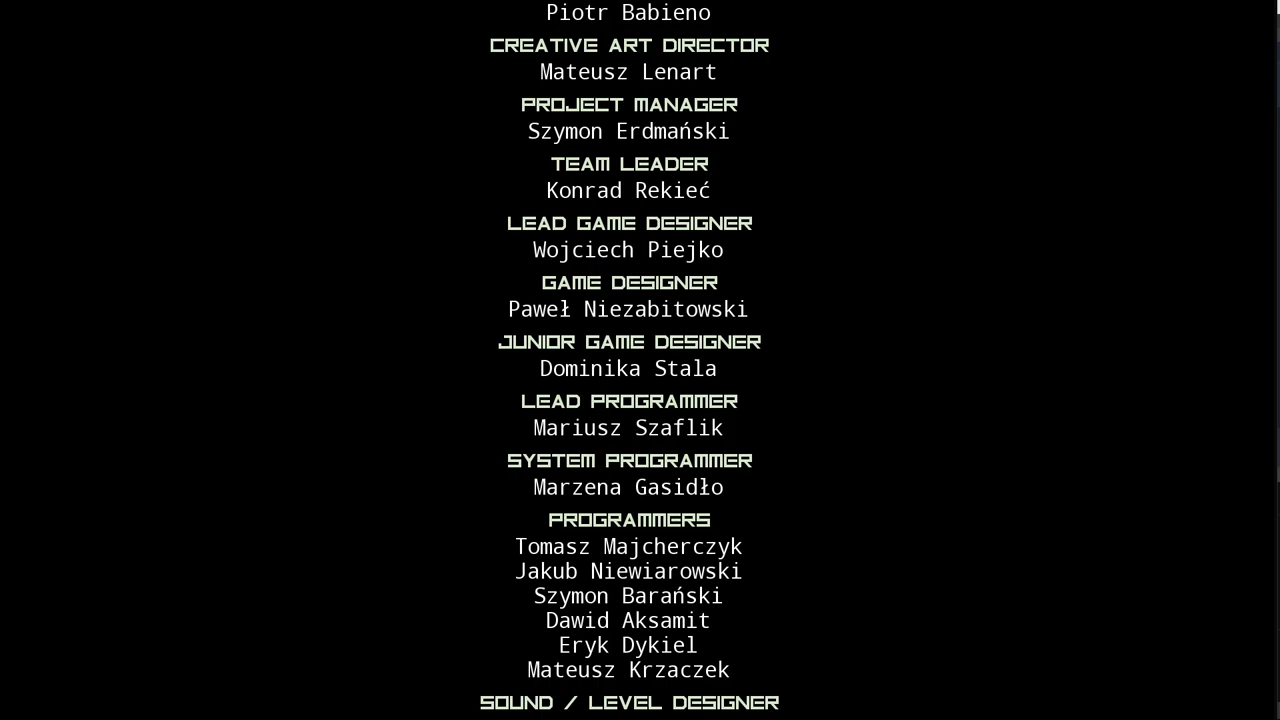 Piotr Babieno
CREATIVE ART DIRECTOR
Mateusz Lenart
PROJECT MANAGER
Szymon Erdmański
TEAM LEADER
Konrad Rekieć
LEAD GAME DESIGNER
Wojciech Piejko
GAME DESIGNER
Paweł Niezabitowski
JUNIOR GAME DESIGNER
Dominika Stala
LEAD PROGRAMMER
Mariusz Szaflik
SYSTEM PROGRAMMER
Marzena Gasidło
PROGRAMMERS
Tomasz Majcherczyk
Jakub Niewiarowski
Szymon Barański
Dawid Aksamit
Eryk Dykiel
Mateusz Krzaczek
SOUND / LEVEL DESIGNER